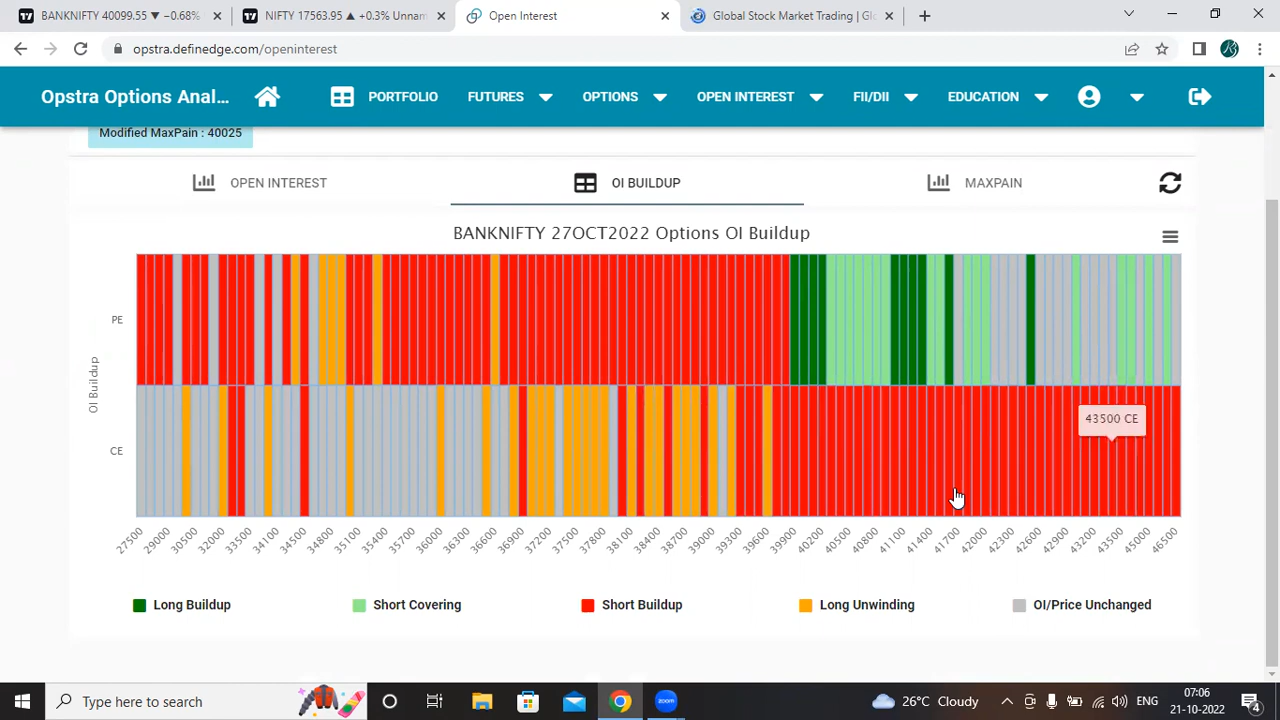 BANKNIFTY 40099.55 ▼ −0.68%
NIFTY 17563.95 ▲ +0.3% Unnam
Open Interest
Global Stock Market Trading | Glo
opstra.definedge.com/openinterest
Opstra Options Anal...
PORTFOLIO
FUTURES
OPTIONS
OPEN INTEREST
FII/DII
EDUCATION
Modified MaxPain : 40025
OPEN INTEREST
OI BUILDUP
MAXPAIN
BANKNIFTY 27OCT2022 Options OI Buildup
PE
43500 CE
OI Buildup
CE
27500 29000 30500 32000 33500 34100 34500 34800 35100 35400 35700 36000 36300 36600 36900 37200 37500 37800 38100 38400 38700 39000 39300 39600 39900 40200 40500 40800 41100 41400 41700 42000 42300 42600 42900 43200 43500 45000 46500
Long Buildup
Short Covering
Short Buildup
Long Unwinding
OI/Price Unchanged
Type here to search
zoom
26°C Cloudy
ENG
07:06
21-10-2022
4